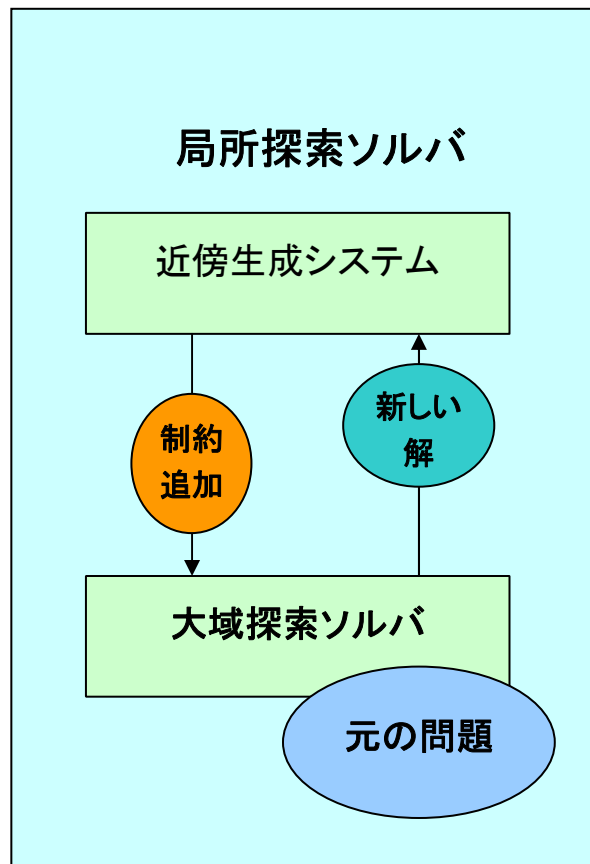 局所探索ソルバ
近傍生成システム
制約
追加
新しい
解
大域探索ソルバ
元の問題